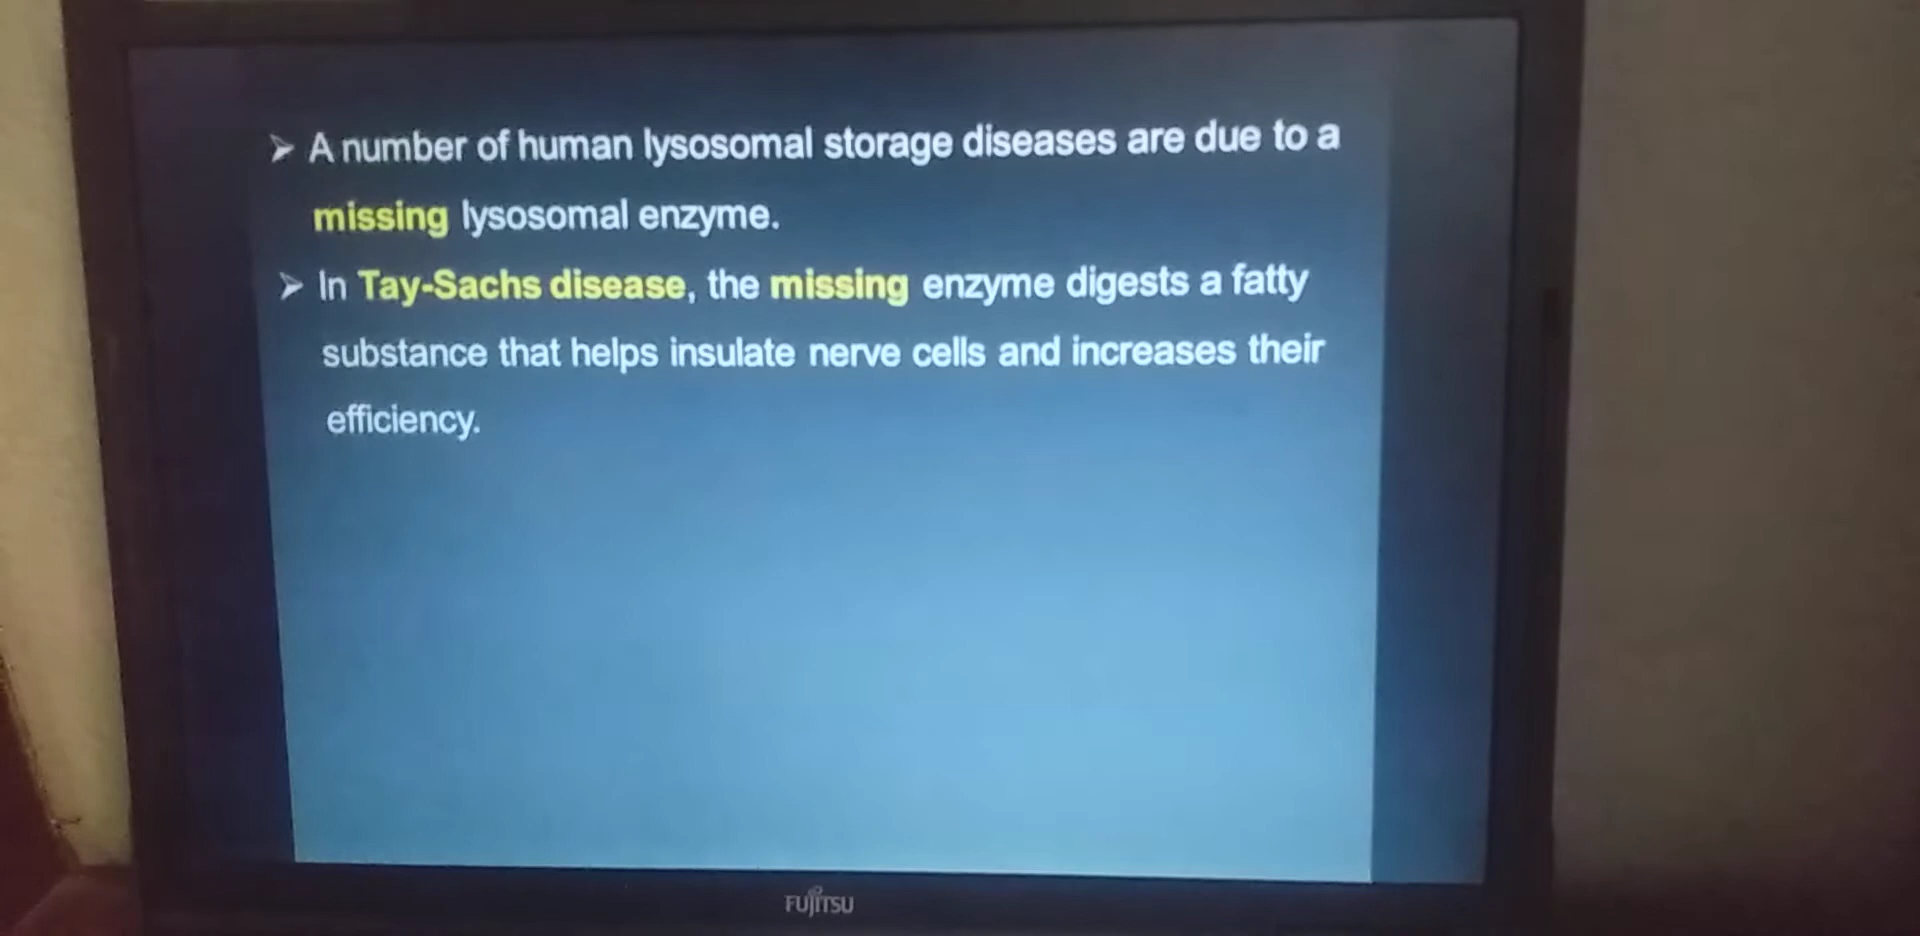 ➢ A number of human lysosomal storage diseases are due to a
missing lysosomal enzyme.
➢ In Tay-Sachs disease, the missing enzyme digests a fatty
substance that helps insulate nerve cells and increases their
efficiency.
FUJITSU